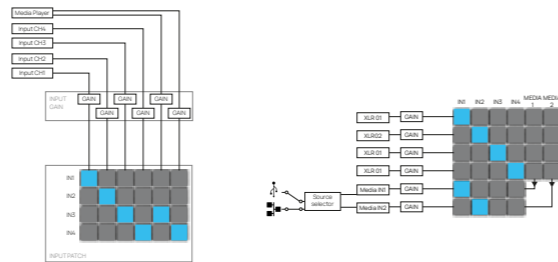 Media Player
Input CH4
Input CH3
Input CH2
Input CH1
INPUT
GAIN
GAIN GAIN GAIN
GAIN GAIN GAIN
IN1
IN2
IN3
IN4
INPUT PATCH
IN1 IN2 IN3 IN4 MEDIA 1 MEDIA 2
XLR 01 GAIN
XLR02 GAIN
XLR 01 GAIN
XLR 01 GAIN
Source
selector
Media IN1 GAIN
Media IN2 GAIN